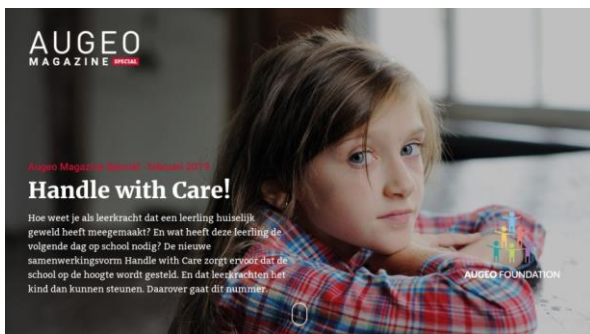 AUGEO
MAGAZINE SPECIAL
Augeo Magazine Special - februari 2019
Handle with Care!
Hoe weet je als leerkracht dat een leerling huiselijk
geweld heeft meegemaakt? En wat heeft deze leerling de
volgende dag op school nodig? De nieuwe
samenwerkingsvorm Handle with Care zorgt ervoor dat de
school op de hoogte wordt gesteld. En dat leerkrachten het
kind dan kunnen steunen. Daarover gaat dit nummer.
AUGEO FOUNDATION